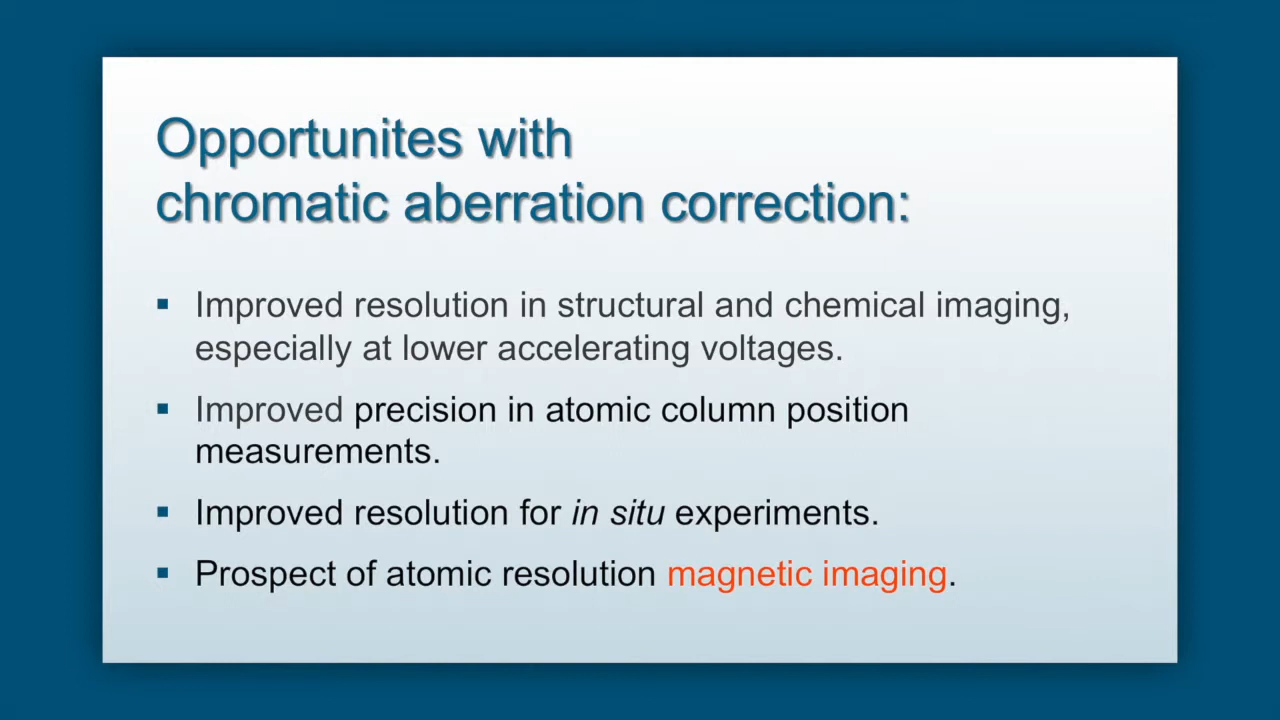 Opportunites with
chromatic aberration correction:
▪ Improved resolution in structural and chemical imaging,
especially at lower accelerating voltages.
▪ Improved precision in atomic column position
measurements.
▪ Improved resolution for in situ experiments.
▪ Prospect of atomic resolution magnetic imaging.